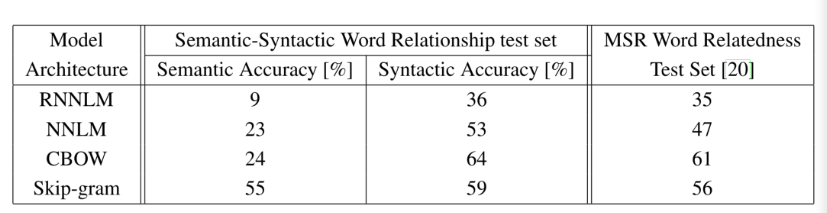 Model Semantic-Syntactic Word Relationship test set MSR Word Relatedness
Architecture Semantic Accuracy [%] Syntactic Accuracy [%] Test Set [20]
RNNLM 9 36 35
NNLM 23 53 47
CBOW 24 64 61
Skip-gram 55 59 56